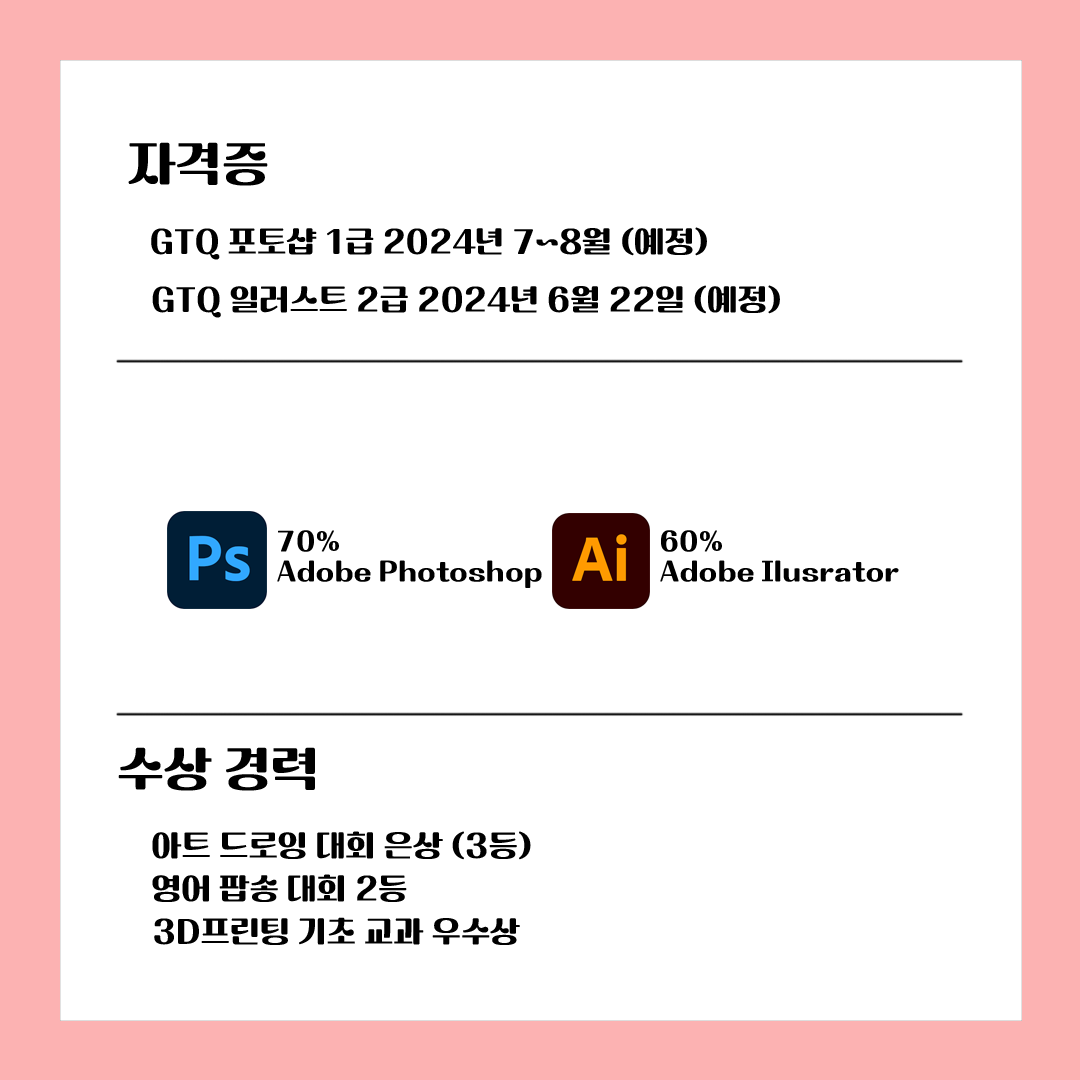 자격증
GTQ 포토샵 1급 2024년 7~8월 (예정)
GTQ 일러스트 2급 2024년 6월 22일 (예정)
Ps
70%
Adobe Photoshop
Ai
60%
Adobe Ilusrator
수상 경력
아트 드로잉 대회 은상 (3등)
영어 팝송 대회 2등
3D프린팅 기초 교과 우수상